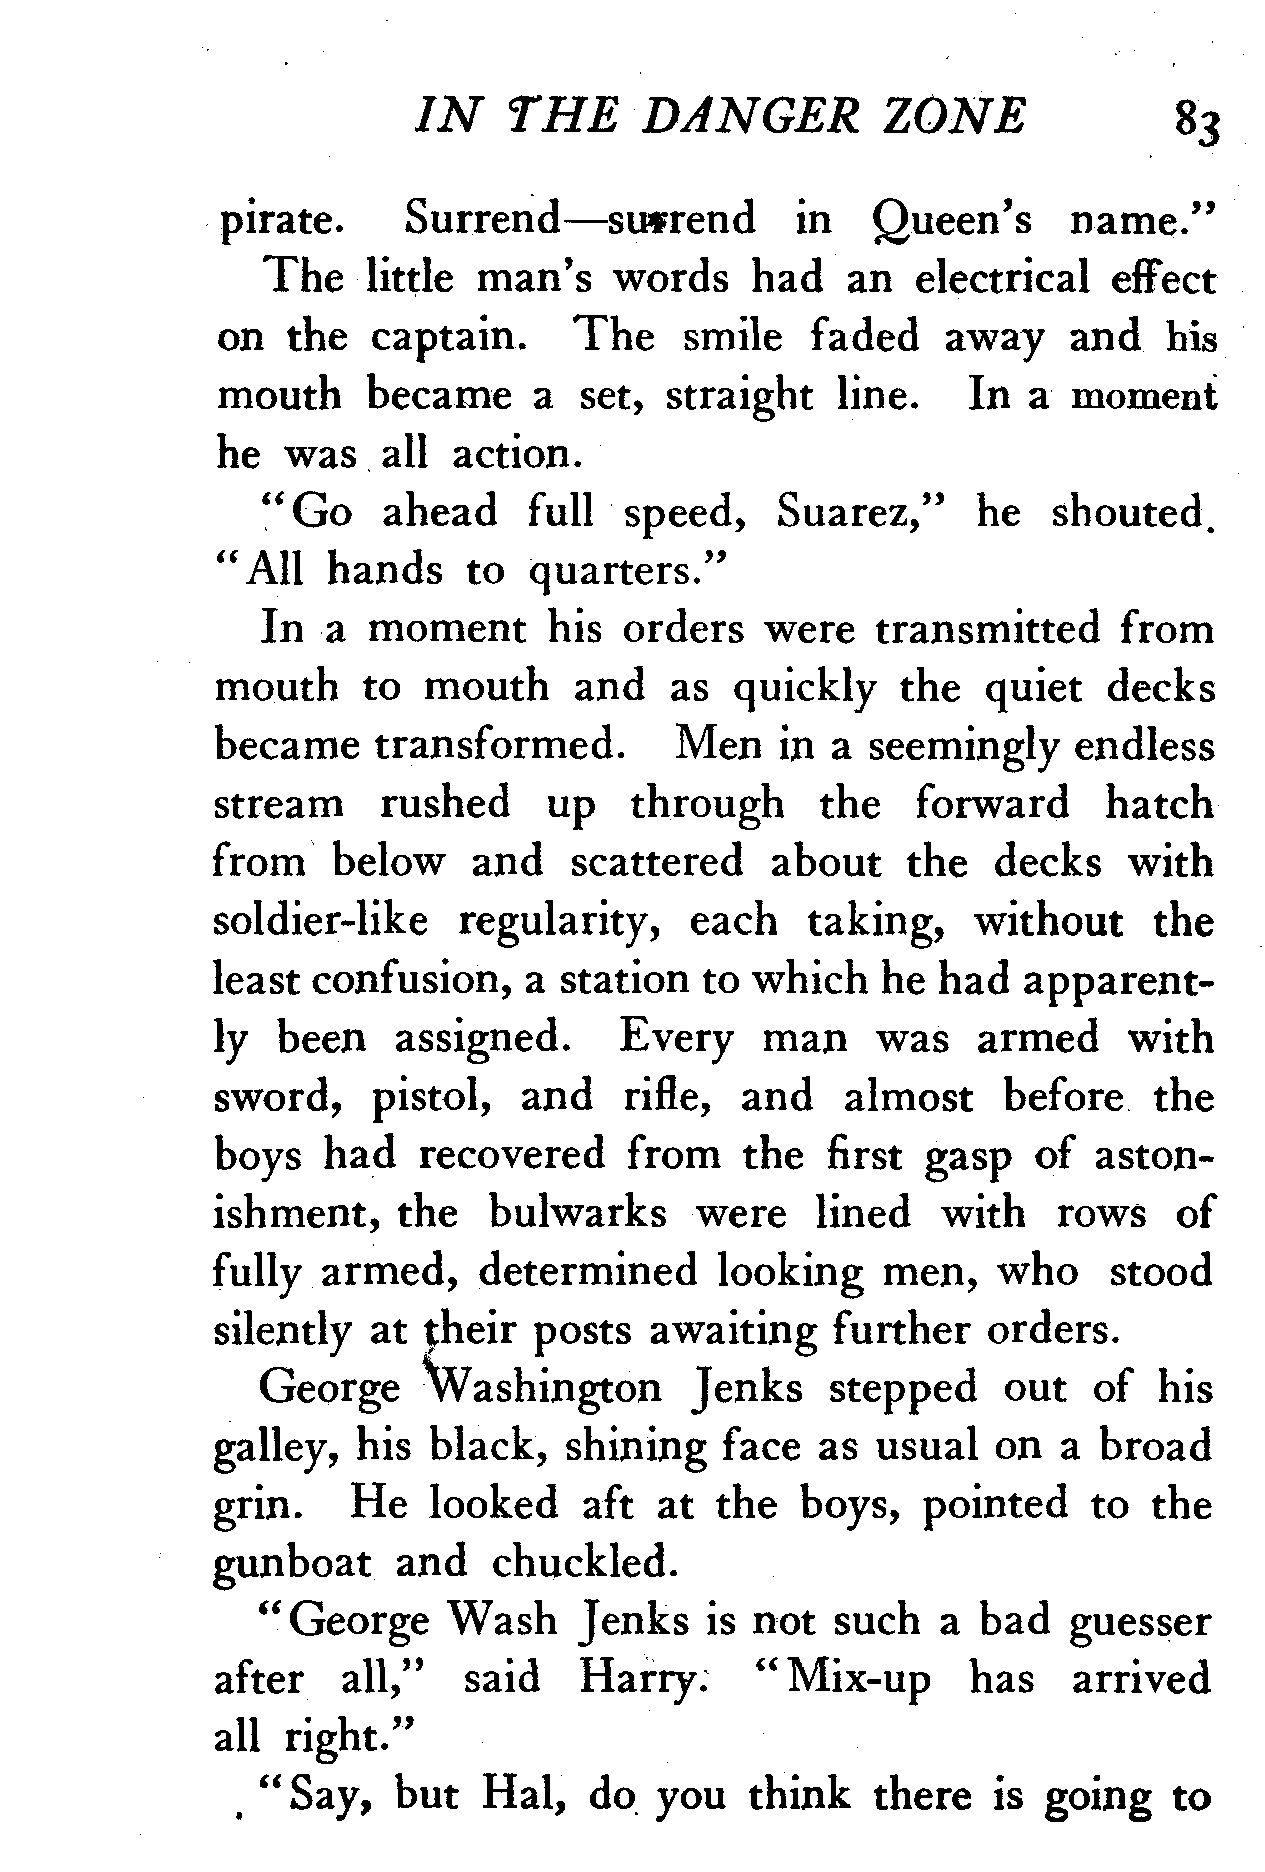 IN THE DANGER ZONE 83
pirate. Surrend—surrend in Queen's name."
The little man's words had an electrical effect
on the captain. The smile faded away and his
mouth became a set, straight line. In a moment
he was all action.
"Go ahead full speed, Suarez," he shouted.
"All hands to quarters."
In a moment his orders were transmitted from
mouth to mouth and as quickly the quiet decks
became transformed. Men in a seemingly endless
stream rushed up through the forward hatch
from below and scattered about the decks with
soldier-like regularity, each taking, without the
least confusion, a station to which he had apparent-
ly been assigned. Every man was armed with
sword, pistol, and rifle, and almost before the
boys had recovered from the first gasp of aston-
ishment, the bulwarks were lined with rows of
fully armed, determined looking men, who stood
silently at their posts awaiting further orders.
George Washington Jenks stepped out of his
galley, his black, shining face as usual on a broad
grin. He looked aft at the boys, pointed to the
gunboat and chuckled.
"George Wash Jenks is not such a bad guesser
after all," said Harry. "Mix-up has arrived
all right."
"Say, but Hal, do you think there is going to